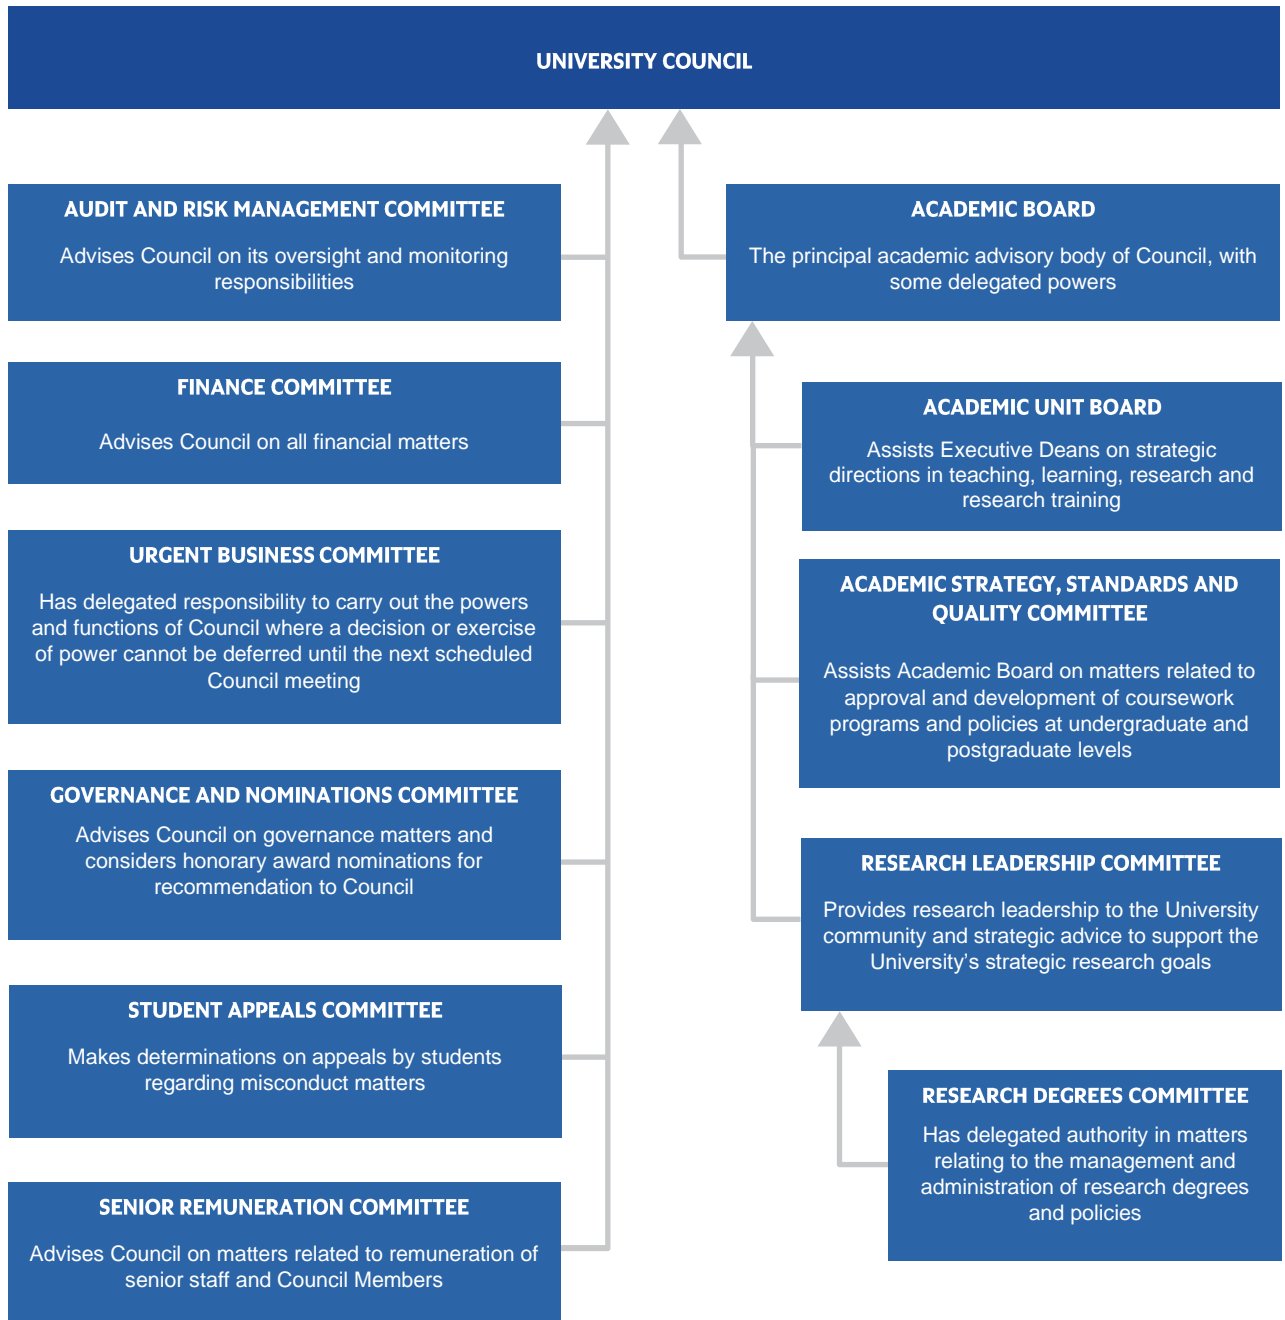 UNIVERSITY COUNCIL
AUDIT AND RISK MANAGEMENT COMMITTEE
Advises Council on its oversight and monitoring
responsibilities
FINANCE COMMITTEE
Advises Council on all financial matters
URGENT BUSINESS COMMITTEE
Has delegated responsibility to carry out the powers
and functions of Council where a decision or exercise
of power cannot be deferred until the next scheduled
Council meeting
GOVERNANCE AND NOMINATIONS COMMITTEE
Advises Council on governance matters and
considers honorary award nominations for
recommendation to Council
STUDENT APPEALS COMMITTEE
Makes determinations on appeals by students
regarding misconduct matters
SENIOR REMUNERATION COMMITTEE
Advises Council on matters related to remuneration of
senior staff and Council Members
ACADEMIC BOARD
The principal academic advisory body of Council, with
some delegated powers
ACADEMIC UNIT BOARD
Assists Executive Deans on strategic
directions in teaching, learning, research and
research training
ACADEMIC STRATEGY, STANDARDS AND
QUALITY COMMITTEE
Assists Academic Board on matters related to
approval and development of coursework
programs and policies at undergraduate and
postgraduate levels
RESEARCH LEADERSHIP COMMITTEE
Provides research leadership to the University
community and strategic advice to support the
University’s strategic research goals
RESEARCH DEGREES COMMITTEE
Has delegated authority in matters
relating to the management and
administration of research degrees
and policies